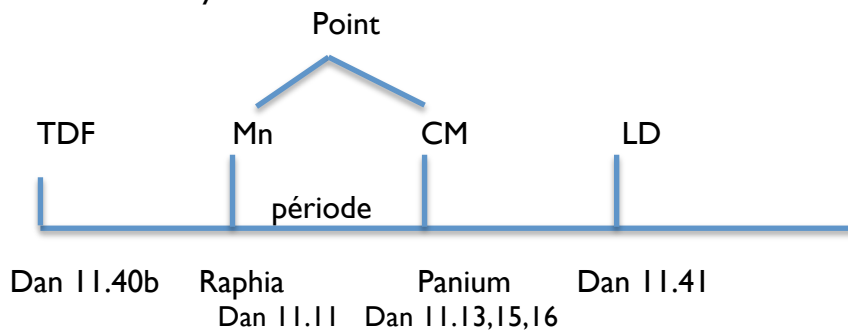 Point
TDF Mn CM LD
période
Dan 11.40b Raphia Panium Dan 11.41
Dan 11.11 Dan 11.13,15,16